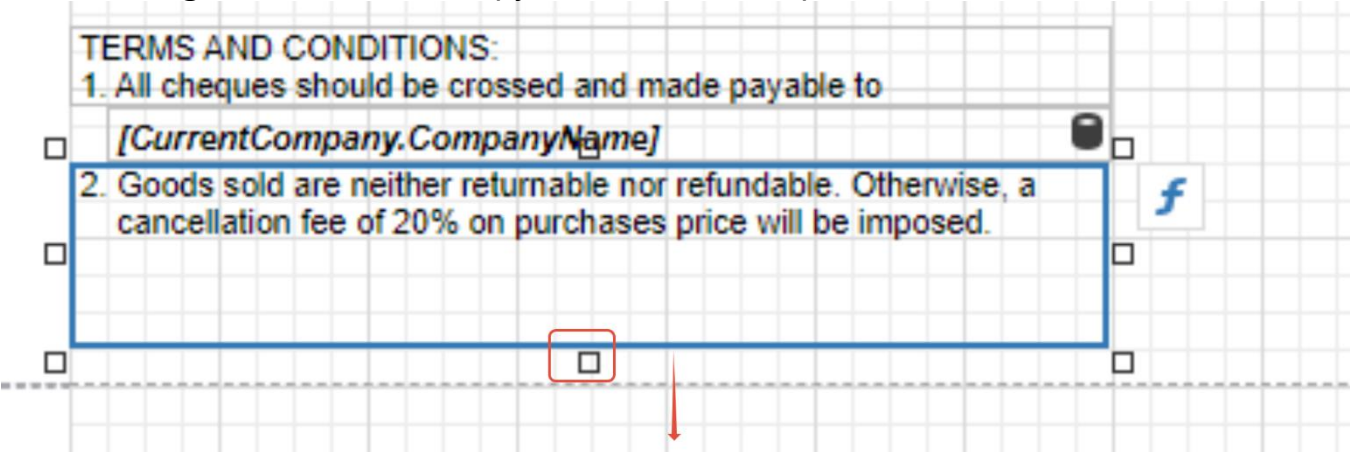 TERMS AND CONDITIONS:
1. All cheques should be crossed and made payable to
[CurrentCompany.CompanyName]
2. Goods sold are neither returnable nor refundable. Otherwise, a
cancellation fee of 20% on purchases price will be imposed.
f